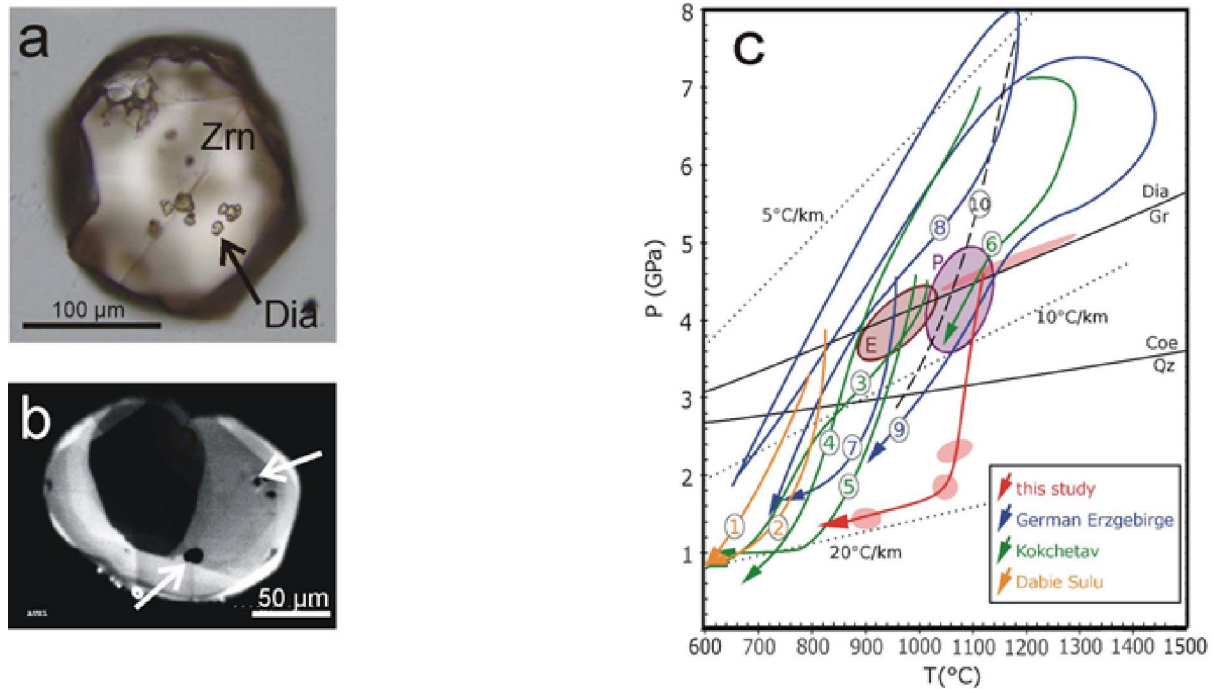 a
Zrn
100 µm
Dia
b
50 µm
c
P (GPa)
8
7
6
5
4
3
2
1
5°C/km
10
8
6
P
Dia
Gr
10°C/km
E
Coe
Qz
3
4
7
9
5
1
2
20°C/km
this study
German Erzgebirge
Kokchetav
Dabie Sulu
600 700 800 900 1000 1100 1200 1300 1400 1500
T(°C)